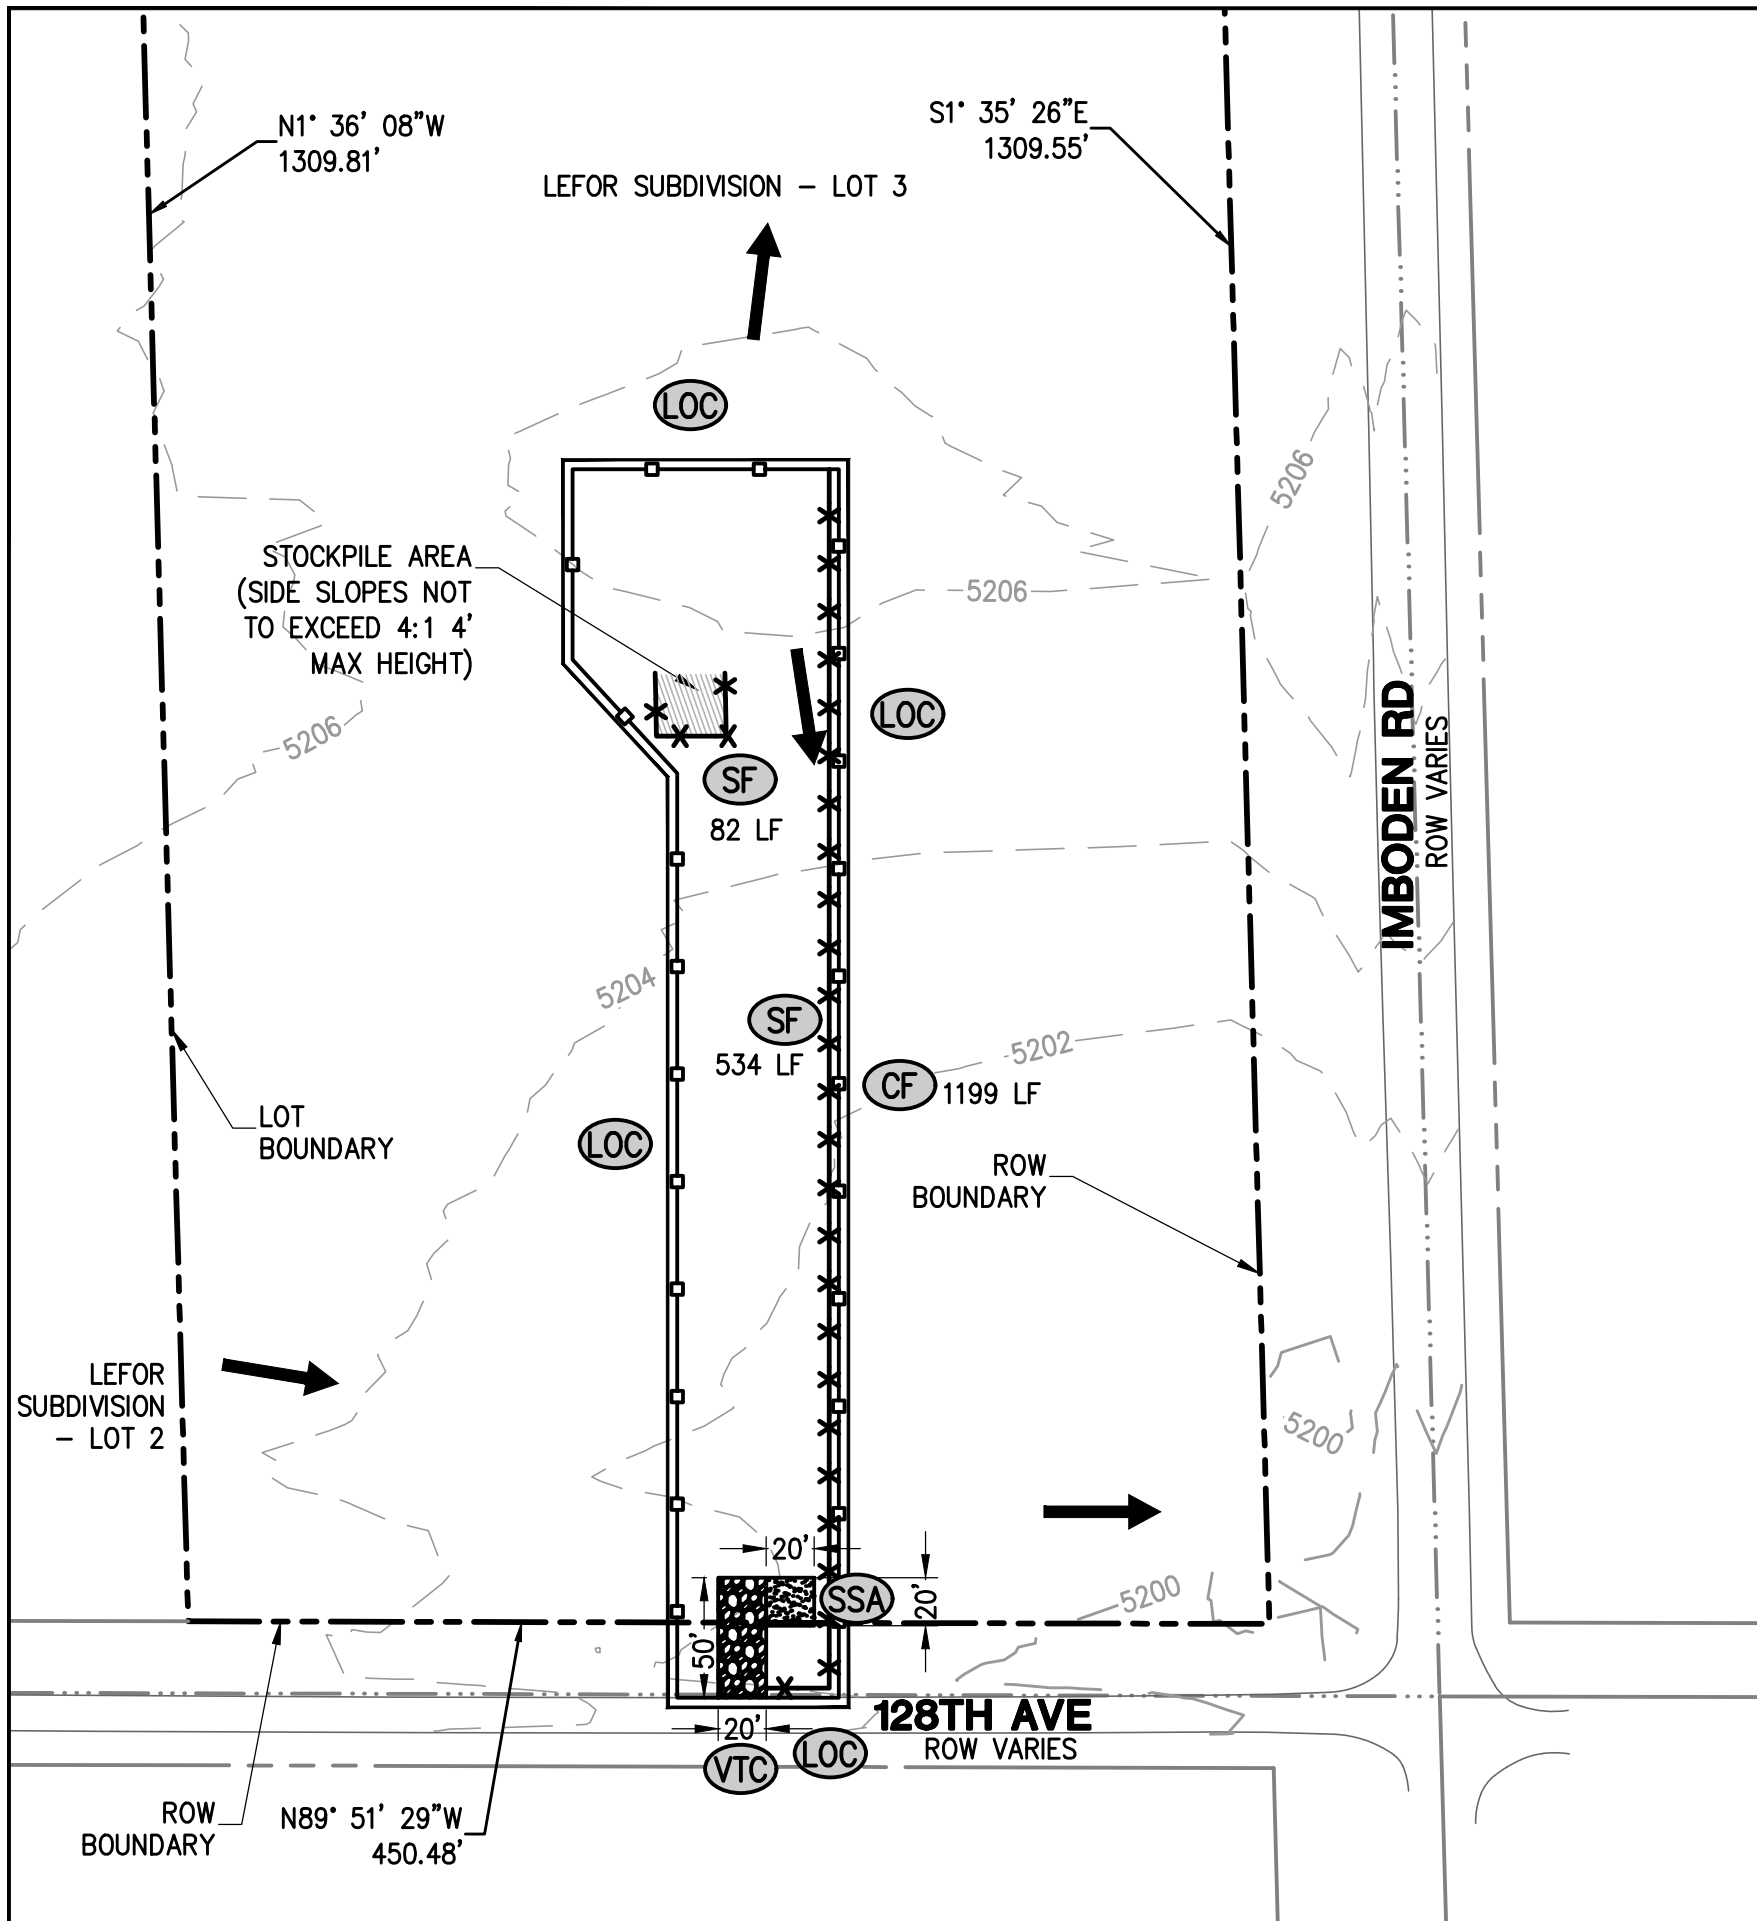 N1° 36' 08"W
1309.81'
S1° 35' 26"E
1309.55'
LEFOR SUBDIVISION – LOT 3
LOC
5206
STOCKPILE AREA
(SIDE SLOPES NOT
TO EXCEED 4:1 4'
MAX HEIGHT)
5206
5206
LOC
SF
82 LF
IMBODEN RD
ROW VARIES
5204
SF
534 LF
5202
CF
1199 LF
LOT
BOUNDARY
LOC
ROW
BOUNDARY
LEFOR
SUBDIVISION
– LOT 2
5200
20'
SSA
20'
5200
50'
20'
128TH AVE
ROW VARIES
VTC
LOC
ROW
BOUNDARY
N89° 51' 29"W
450.48'